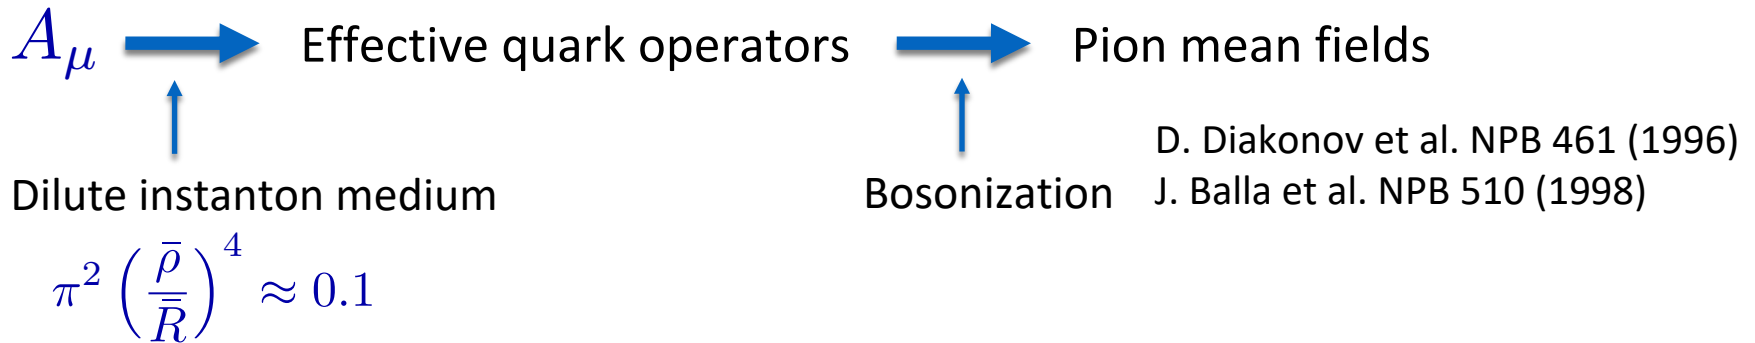 A_μ Effective quark operators Pion mean fields
D. Diakonov et al. NPB 461 (1996)
Dilute instanton medium Bosonization J. Balla et al. NPB 510 (1998)
π² (ρ̄/R̄)⁴ ≈ 0.1